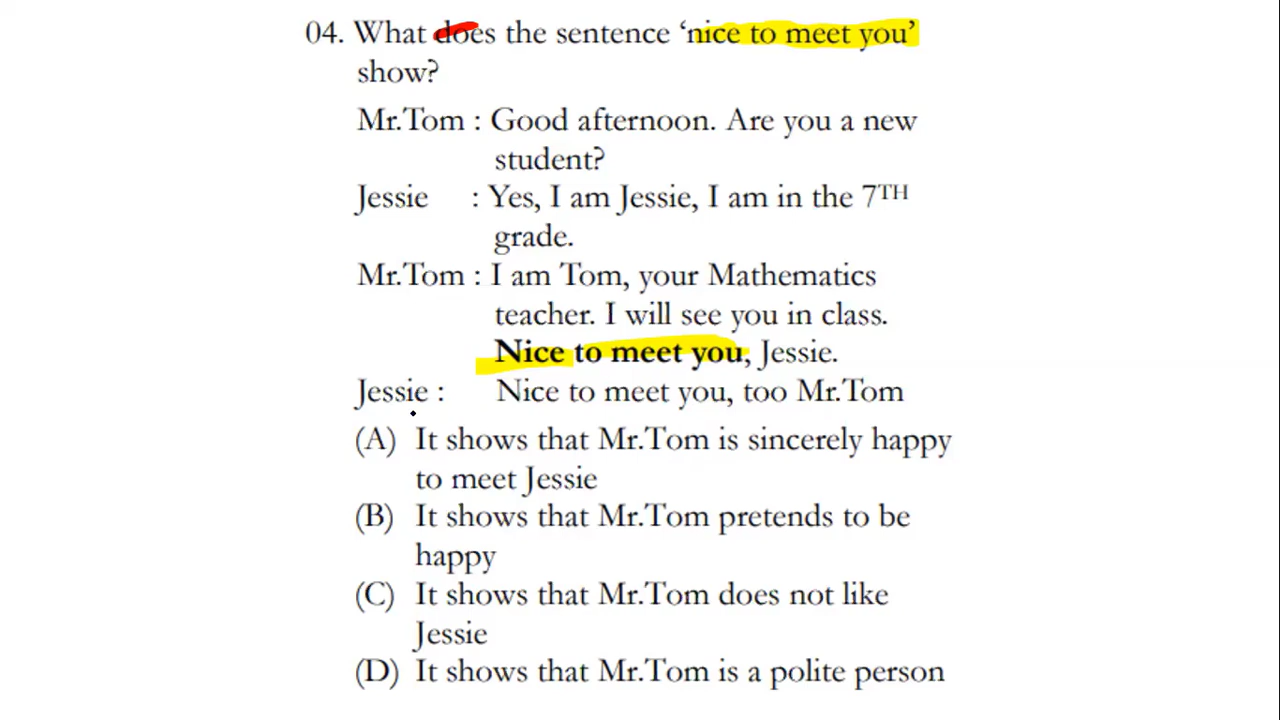 04. What does the sentence ‘nice to meet you’
show?
Mr.Tom : Good afternoon. Are you a new
student?
Jessie : Yes, I am Jessie, I am in the 7TH
grade.
Mr.Tom : I am Tom, your Mathematics
teacher. I will see you in class.
Nice to meet you, Jessie.
Jessie : Nice to meet you, too Mr.Tom
(A) It shows that Mr.Tom is sincerely happy
to meet Jessie
(B) It shows that Mr.Tom pretends to be
happy
(C) It shows that Mr.Tom does not like
Jessie
(D) It shows that Mr.Tom is a polite person